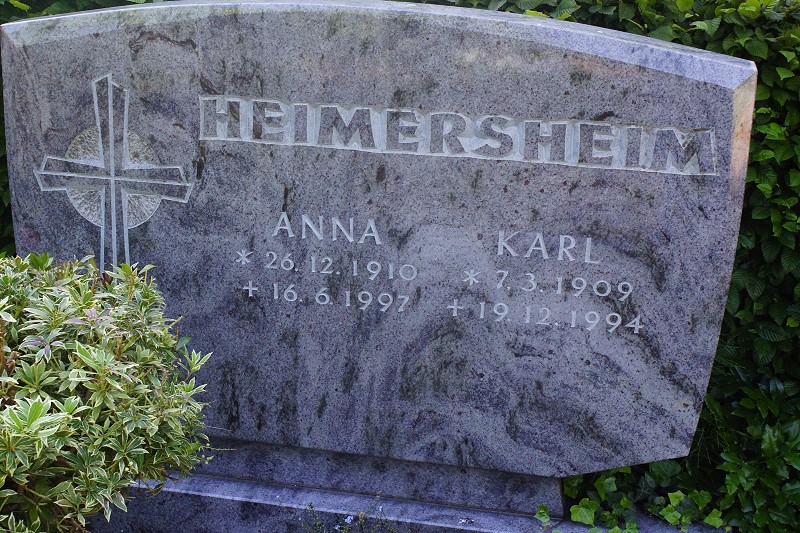 HEIMERSHEIM
ANNA
* 26. 12. 1910
+ 16. 6. 1997
KARL
* 7. 3. 1909
+ 19. 12. 1994